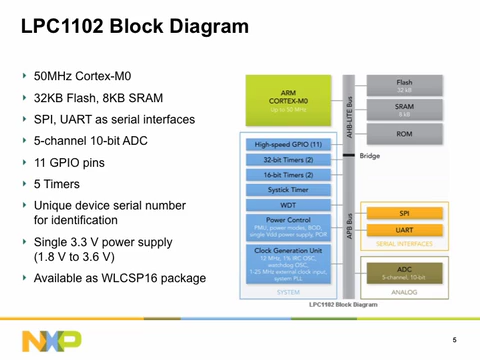 LPC1102 Block Diagram
50MHz Cortex-M0
32KB Flash, 8KB SRAM
SPI, UART as serial interfaces
5-channel 10-bit ADC
11 GPIO pins
5 Timers
Unique device serial number
for identification
Single 3.3 V power supply
(1.8 V to 3.6 V)
Available as WLCSP16 package
ARM
CORTEX-M0
Up to 50 MHz
High-speed GPIO (11)
32-bit Timers (2)
16-bit Timers (2)
Systick Timer
WDT
Power Control
PMU, power modes, BOD,
single Vdd power supply, POR
Clock Generation Unit
12 MHz, 1% IRC OSC,
watchdog OSC,
1-25 MHz external clock input,
system PLL
SYSTEM
AHB-LITE Bus
Bridge
APB Bus
Flash
32 kB
SRAM
8 kB
ROM
SPI
UART
SERIAL INTERFACES
ADC
5-channel, 10-bit
ANALOG
LPC1102 Block Diagram
NXP
5